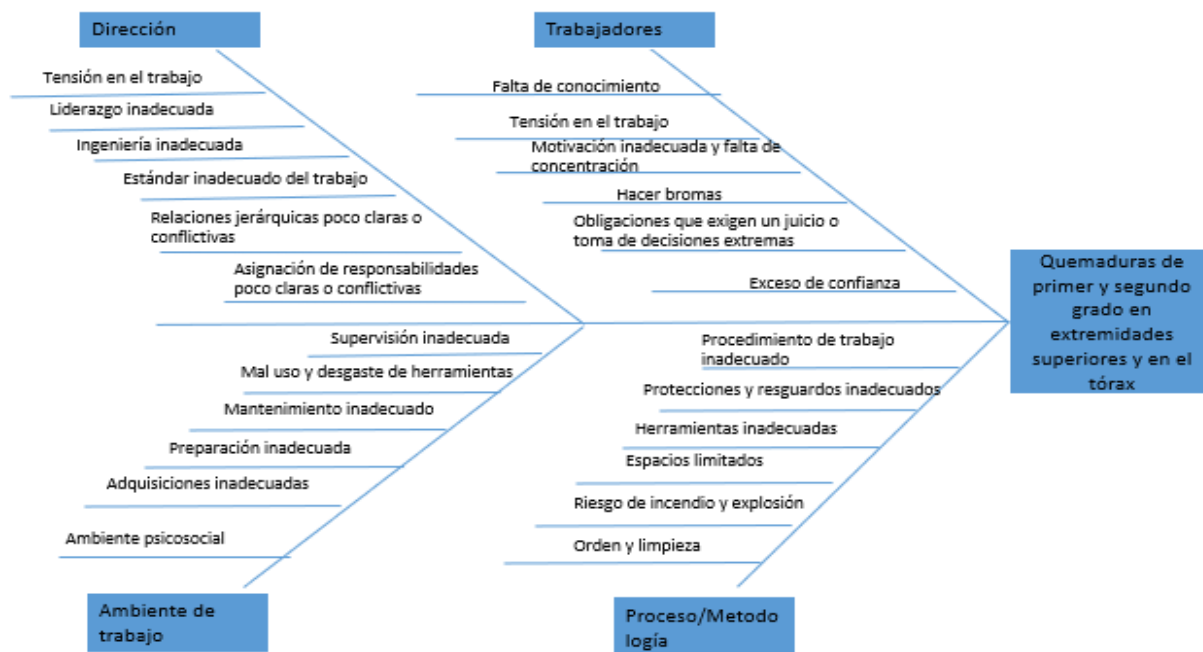 Dirección
Tensión en el trabajo
Liderazgo inadecuada
Ingeniería inadecuada
Estándar inadecuado del trabajo
Relaciones jerárquicas poco claras o
conflictivas
Asignación de responsabilidades
poco claras o conflictivas
Trabajadores
Falta de conocimiento
Tensión en el trabajo
Motivación inadecuada y falta de
concentración
Hacer bromas
Obligaciones que exigen un juicio o
toma de decisiones extremas
Exceso de confianza
Quemaduras de
primer y segundo
grado en
extremidades
superiores y en el
tórax
Supervisión inadecuada
Mal uso y desgaste de herramientas
Mantenimiento inadecuado
Preparación inadecuada
Adquisiciones inadecuadas
Ambiente psicosocial
Ambiente de
trabajo
Procedimiento de trabajo
inadecuado
Protecciones y resguardos inadecuados
Herramientas inadecuadas
Espacios limitados
Riesgo de incendio y explosión
Orden y limpieza
Proceso/Metodo
logía